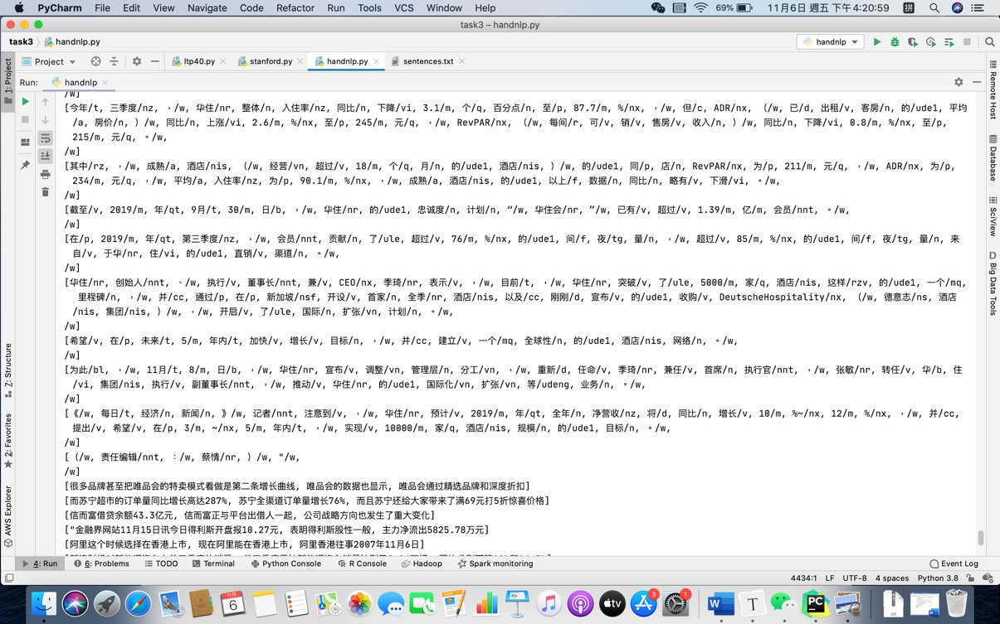 PyCharm File Edit View Navigate Code Refactor Run Tools VCS Window Help 69% 11月6日 週五 下午4:20:59 拼
task3 – handnlp.py
task3 handnlp.py handnlp
Project ltp40.py stanford.py handnlp.py sentences.txt
Run: handnlp
/w]
[今年/t, 三季度/nz, ，/w, 华住/nr, 整体/n, 入住率/nz, 同比/n, 下降/vi, 3.1/m, 个/q, 百分点/n, 至/p, 87.7/m, %/nx, ，/w, 但/c, ADR/nx, （/w, 已/d, 出租/v, 客房/n, 的/ude1, 平均
/a, 房价/n, ）/w, 同比/n, 上涨/vi, 2.6/m, %/nx, 至/p, 245/m, 元/q, ，/w, RevPAR/nx, （/w, 每间/r, 可/v, 销/v, 售房/v, 收入/n, ）/w, 同比/n, 下降/vi, 0.8/m, %/nx, 至/p,
215/m, 元/q, 。/w,
/w]
[其中/rz, ，/w, 成熟/a, 酒店/nis, （/w, 经营/vn, 超过/v, 18/m, 个/q, 月/n, 的/ude1, 酒店/nis, ）/w, 的/ude1, 同/p, 店/n, RevPAR/nx, 为/p, 211/m, 元/q, ，/w, ADR/nx, 为/p,
234/m, 元/q, ，/w, 平均/a, 入住率/nz, 为/p, 90.1/m, %/nx, ，/w, 成熟/a, 酒店/nis, 的/ude1, 以上/f, 数据/n, 同比/n, 略有/v, 下滑/vi, 。/w,
/w]
[截至/v, 2019/m, 年/qt, 9月/t, 30/m, 日/b, ，/w, 华住/nr, 的/ude1, 忠诚度/n, 计划/n, “/w, 华住会/nr, ”/w, 已有/v, 超过/v, 1.39/m, 亿/m, 会员/nnt, 。/w,
/w]
[在/p, 2019/m, 年/qt, 第三季度/nz, ，/w, 会员/nnt, 贡献/n, 了/ule, 超过/v, 76/m, %/nx, 的/ude1, 间/f, 夜/tg, 量/n, ，/w, 超过/v, 85/m, %/nx, 的/ude1, 间/f, 夜/tg, 量/n, 来
自/v, 于华/nr, 住/vi, 的/ude1, 直销/v, 渠道/n, 。/w,
/w]
[华住/nr, 创始人/nnt, 、/w, 执行/v, 董事长/nnt, 兼/v, CEO/nx, 季琦/nr, 表示/v, ，/w, 目前/t, ，/w, 华住/nr, 突破/v, 了/ule, 5000/m, 家/q, 酒店/nis, 这样/rzv, 的/ude1, 一个/mq,
里程碑/n, ，/w, 并/cc, 通过/p, 在/p, 新加坡/nsf, 开设/v, 首家/n, 全季/nr, 酒店/nis, 以及/cc, 刚刚/d, 宣布/v, 的/ude1, 收购/v, DeutscheHospitality/nx, （/w, 德意志/ns, 酒店
/nis, 集团/nis, ）/w, ，/w, 开启/v, 了/ule, 国际/n, 扩张/vn, 计划/n, 。/w,
/w]
[希望/v, 在/p, 未来/t, 5/m, 年内/t, 加快/v, 增长/v, 目标/n, ，/w, 并/cc, 建立/v, 一个/mq, 全球性/n, 的/ude1, 酒店/nis, 网络/n, 。/w,
/w]
[为此/bl, ，/w, 11月/t, 8/m, 日/b, ，/w, 华住/nr, 宣布/v, 调整/vn, 管理层/n, 分工/vn, ，/w, 重新/d, 任命/v, 季琦/nr, 兼任/v, 首席/n, 执行官/nnt, ，/w, 张敏/nr, 转任/v, 华/b, 住
/vi, 集团/nis, 执行/v, 副董事长/nnt, ，/w, 推动/v, 华住/nr, 的/ude1, 国际化/vn, 扩张/vn, 等/udeng, 业务/n, 。/w,
/w]
[《/w, 每日/t, 经济/n, 新闻/n, 》/w, 记者/nnt, 注意到/v, ，/w, 华住/nr, 预计/v, 2019/m, 年/qt, 全年/n, 净营收/nz, 将/d, 同比/n, 增长/v, 10/m, %~/nx, 12/m, %/nx, ，/w, 并/cc,
提出/v, 希望/v, 在/p, 3/m, ~/nx, 5/m, 年内/t, ，/w, 实现/v, 10000/m, 家/q, 酒店/nis, 规模/n, 的/ude1, 目标/n, 。/w,
/w]
[（/w, 责任编辑/nnt, ：/w, 蔡情/nr, ）/w, "/w,
/w]
[很多品牌甚至把唯品会的特卖模式看做是第二条增长曲线, 唯品会的数据也显示, 唯品会通过精选品牌和深度折扣]
[而苏宁超市的订单量同比增长高达287%, 苏宁全渠道订单量增长76%, 而且苏宁还给大家带来了满69元打5折惊喜价格]
[信而富借贷余额43.3亿元, 信而富正与平台出借人一起, 公司战略方向也发生了重大变化]
["金融界网站11月15日讯今日得利斯开盘报10.27元, 表明得利斯股性一般, 主力净流出5825.78万元]
[阿里这个时候选择在香港上市, 现在阿里能在香港上市, 阿里香港往事2007年11月6日]
1: Project
7: Structure
2: Favorites
AWS Explorer
Remote Host
Database
SciView
D Big Data Tools
4: Run 6: Problems TODO Terminal Python Console R Console Hadoop Spark monitoring Event Log
4434:1 LF UTF-8 4 spaces Python 3.8
11月 6 tv 3 1 W T PC